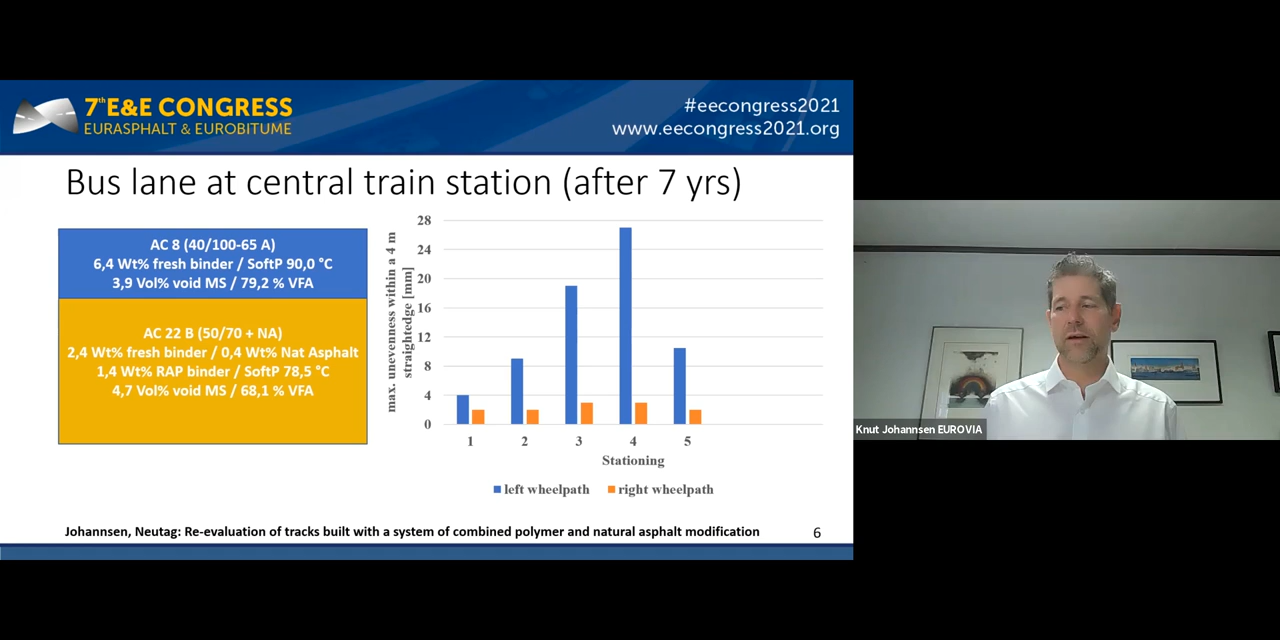 7th E&E CONGRESS
EURASPHALT & EUROBITUME
#eecongress2021
www.eecongress2021.org
Bus lane at central train station (after 7 yrs)
AC 8 (40/100-65 A)
6,4 Wt% fresh binder / SoftP 90,0 °C
3,9 Vol% void MS / 79,2 % VFA
AC 22 B (50/70 + NA)
2,4 Wt% fresh binder / 0,4 Wt% Nat Asphalt
1,4 Wt% RAP binder / SoftP 78,5 °C
4,7 Vol% void MS / 68,1 % VFA
max. unevenness within a 4 m
straightedge [mm]
28
24
20
16
12
8
4
0
1 2 3 4 5
Stationing
left wheelpath right wheelpath
Johannsen, Neutag: Re-evaluation of tracks built with a system of combined polymer and natural asphalt modification
6
Knut Johannsen EUROVIA